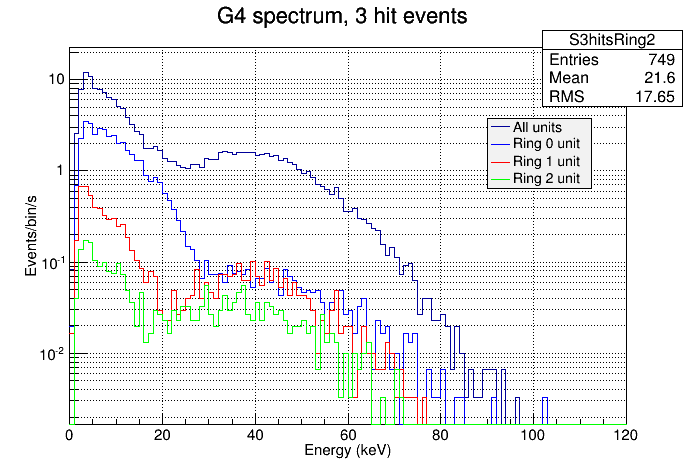 G4 spectrum, 3 hit events
S3hitsRing2
Entries 749
Mean 21.6
RMS 17.65
All units
Ring 0 unit
Ring 1 unit
Ring 2 unit
Events/bin/s
10
1
10⁻¹
10⁻²
0 20 40 60 80 100 120
Energy (keV)